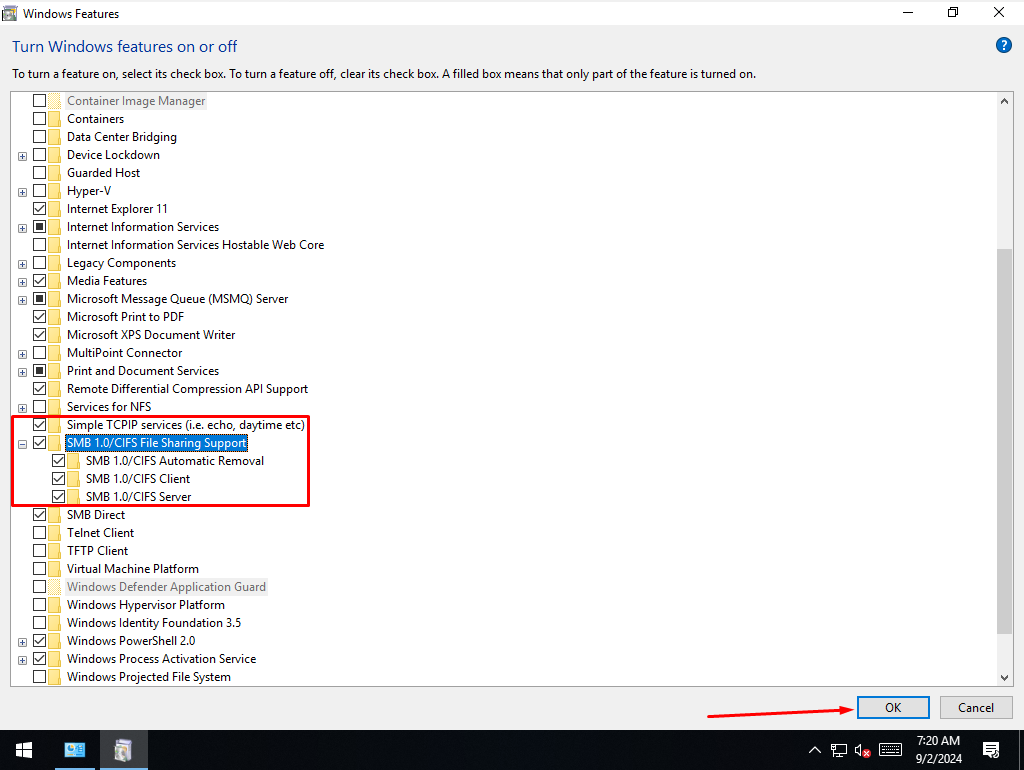 Windows Features
Turn Windows features on or off
?
To turn a feature on, select its check box. To turn a feature off, clear its check box. A filled box means that only part of the feature is turned on.
Container Image Manager
Containers
Data Center Bridging
Device Lockdown
Guarded Host
Hyper-V
Internet Explorer 11
Internet Information Services
Internet Information Services Hostable Web Core
Legacy Components
Media Features
Microsoft Message Queue (MSMQ) Server
Microsoft Print to PDF
Microsoft XPS Document Writer
MultiPoint Connector
Print and Document Services
Remote Differential Compression API Support
Services for NFS
Simple TCPIP services (i.e. echo, daytime etc)
SMB 1.0/CIFS File Sharing Support
SMB 1.0/CIFS Automatic Removal
SMB 1.0/CIFS Client
SMB 1.0/CIFS Server
SMB Direct
Telnet Client
TFTP Client
Virtual Machine Platform
Windows Defender Application Guard
Windows Hypervisor Platform
Windows Identity Foundation 3.5
Windows PowerShell 2.0
Windows Process Activation Service
Windows Projected File System
OK
Cancel
7:20 AM
9/2/2024